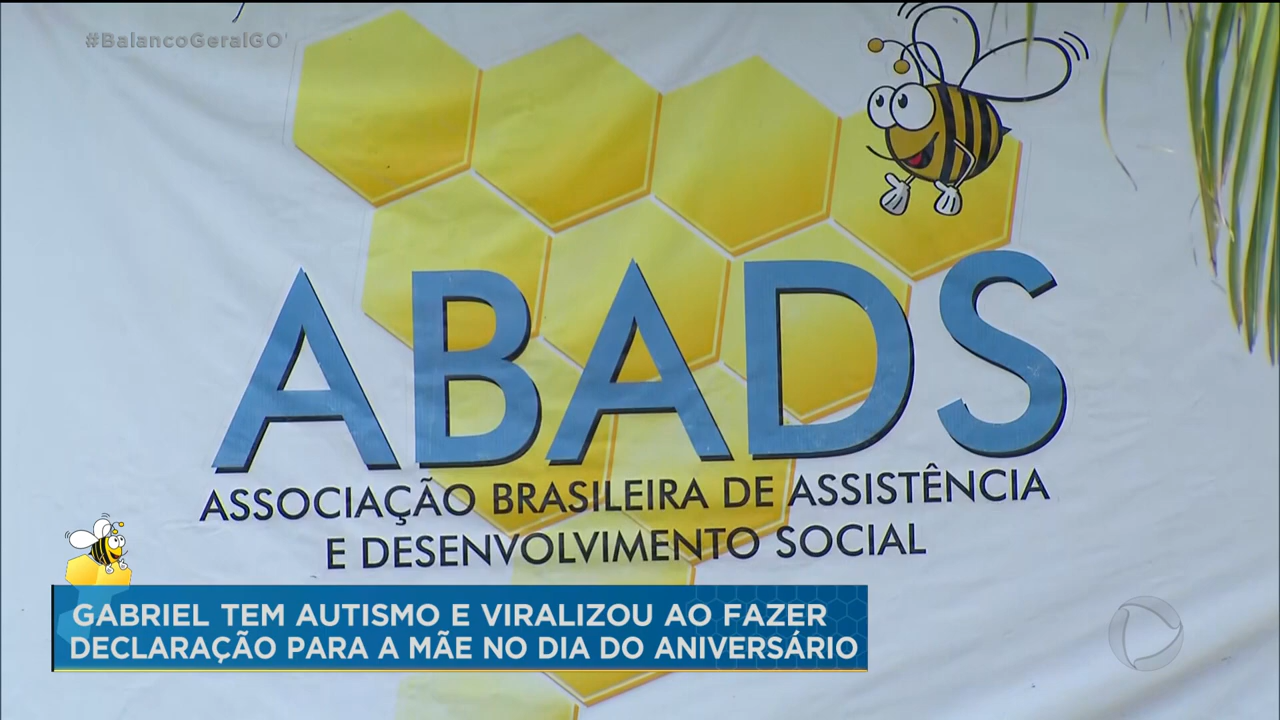 #BalancoGeralGO
ABADS
ASSOCIAÇÃO BRASILEIRA DE ASSISTÊNCIA
E DESENVOLVIMENTO SOCIAL
GABRIEL TEM AUTISMO E VIRALIZOU AO FAZER
DECLARAÇÃO PARA A MÃE NO DIA DO ANIVERSÁRIO